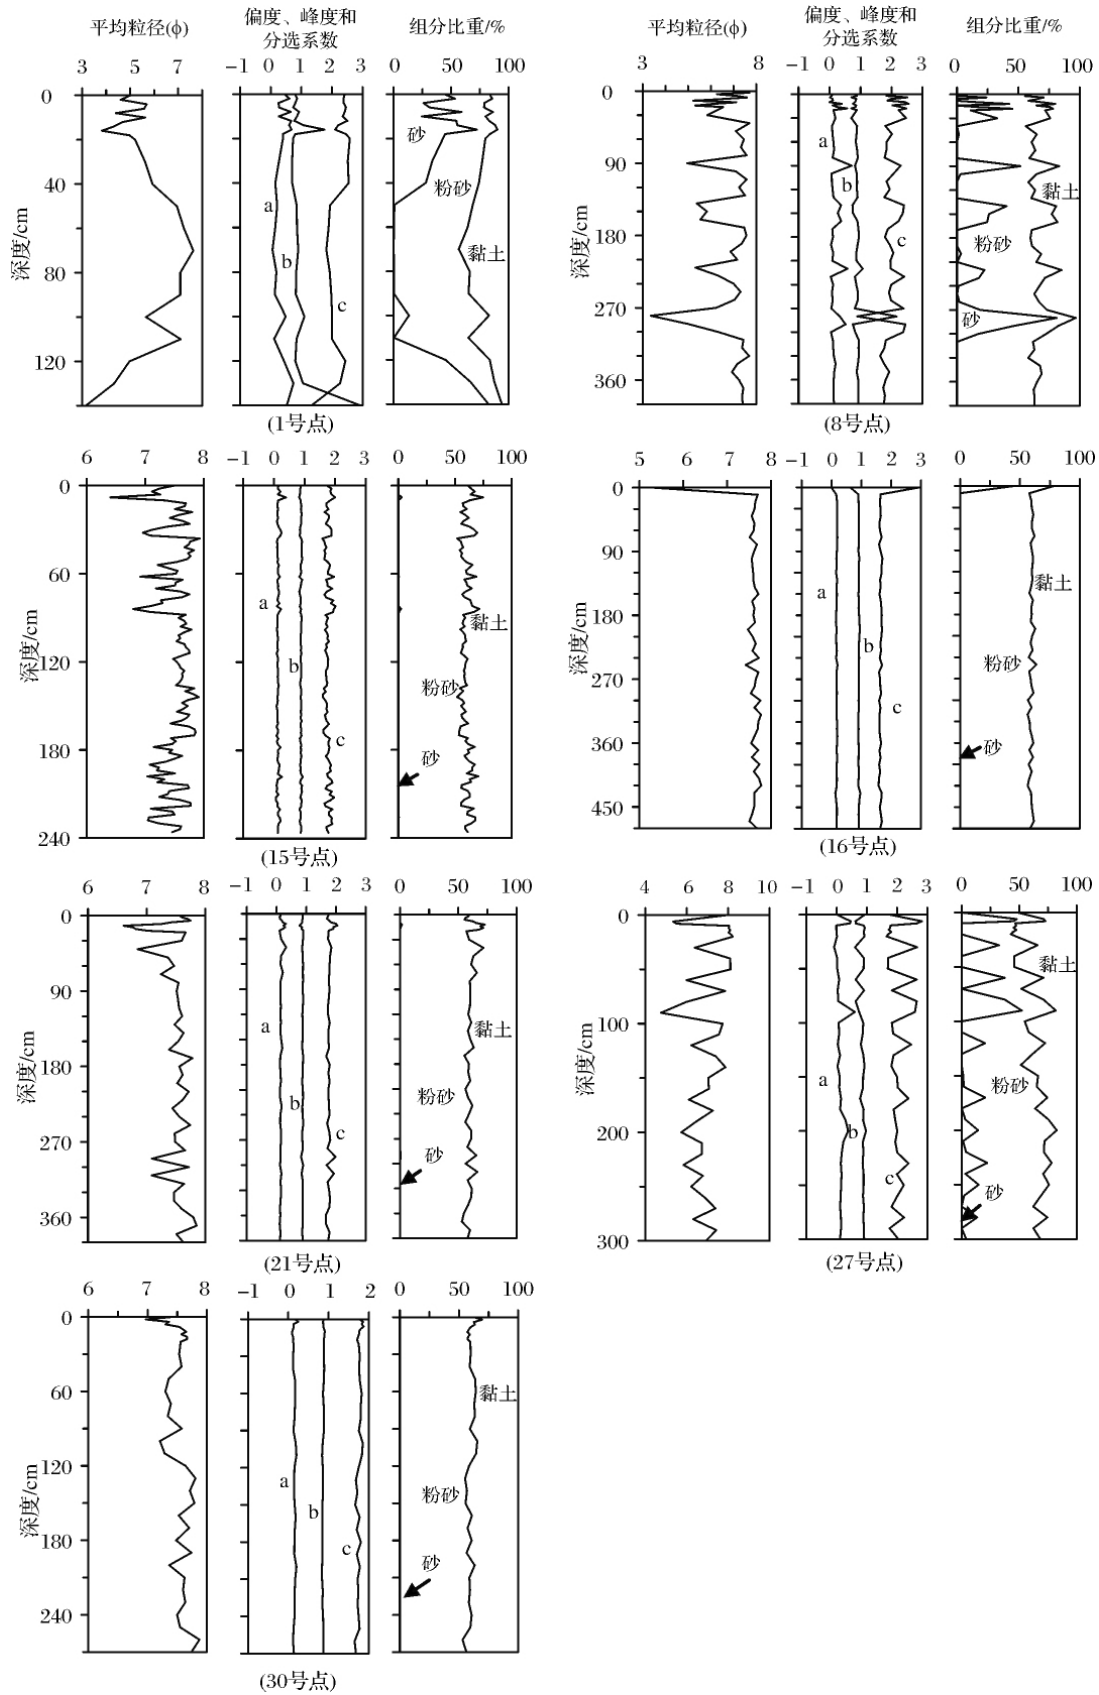 平均粒径(ϕ)
偏度、峰度和
分选系数
组分比重/%
3 5 7
−1 0 1 2 3
0 50 100
0
40
80
120
深度/cm
a
b
c
砂
粉砂
黏土
(1号点)
平均粒径(ϕ)
偏度、峰度和
分选系数
组分比重/%
3 8
−1 0 1 2 3
0 50 100
0
90
180
270
360
深度/cm
a
b
c
黏土
粉砂
砂
(8号点)
6 7 8
−1 0 1 2 3
0 50 100
0
60
120
180
240
深度/cm
a
b
c
黏土
粉砂
砂
(15号点)
5 6 7 8
−1 0 1 2 3
0 50 100
0
90
180
270
360
450
深度/cm
a
b
c
黏土
粉砂
砂
(16号点)
6 7 8
−1 0 1 2 3
0 50 100
0
90
180
270
360
深度/cm
a
b
c
黏土
粉砂
砂
(21号点)
4 6 8 10
−1 0 1 2 3
0 50 100
0
100
200
300
深度/cm
a
b
c
黏土
粉砂
砂
(27号点)
6 7 8
−1 0 1 2
0 50 100
0
60
120
180
240
深度/cm
a
b
c
黏土
粉砂
砂
(30号点)